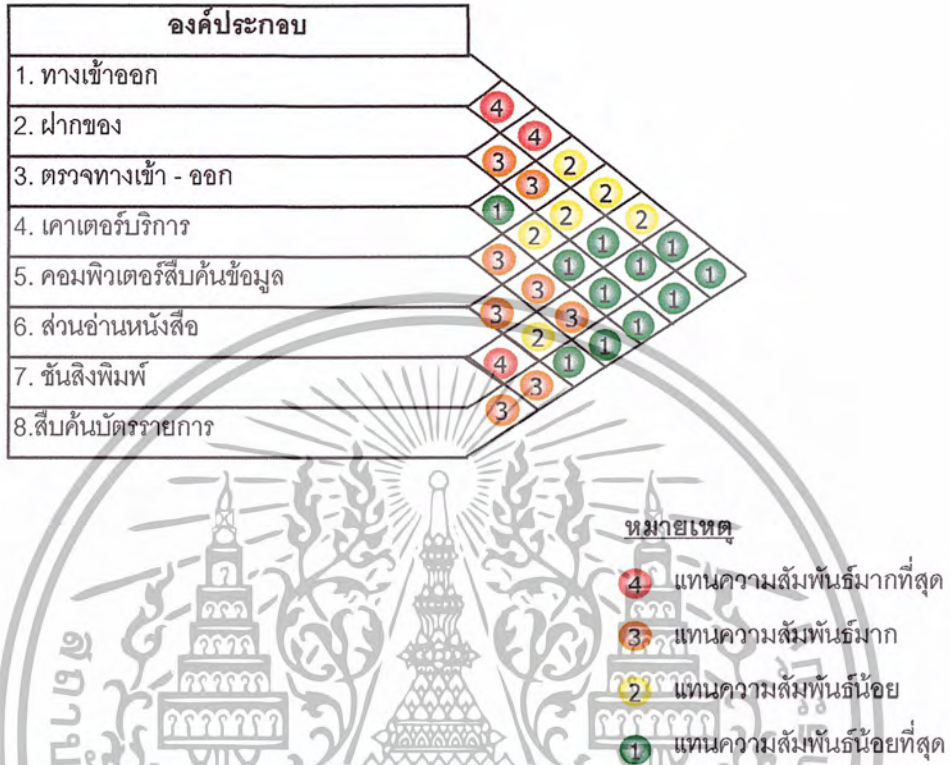 องค์ประกอบ
1. ทางเข้าออก
4
2. ฝากของ
4
3 2
3. ตรวจทางเข้า - ออก
3 2
1 2 2
4. เคาเตอร์บริการ
2 1 1
3 1 1 1
5. คอมพิวเตอร์สืบค้นข้อมูล
3 1 1
3 3 1
6. ส่วนอ่านหนังสือ
2 1
4 1
7. ชันสิงพิมพ์
3
3
8.สืบค้นบัตรรายการ
หมายเหตุ
4 แทนความสัมพันธ์มากที่สุด
3 แทนความสัมพันธ์มาก
2 แทนความสัมพันธ์น้อย
1 แทนความสัมพันธ์น้อยที่สุด